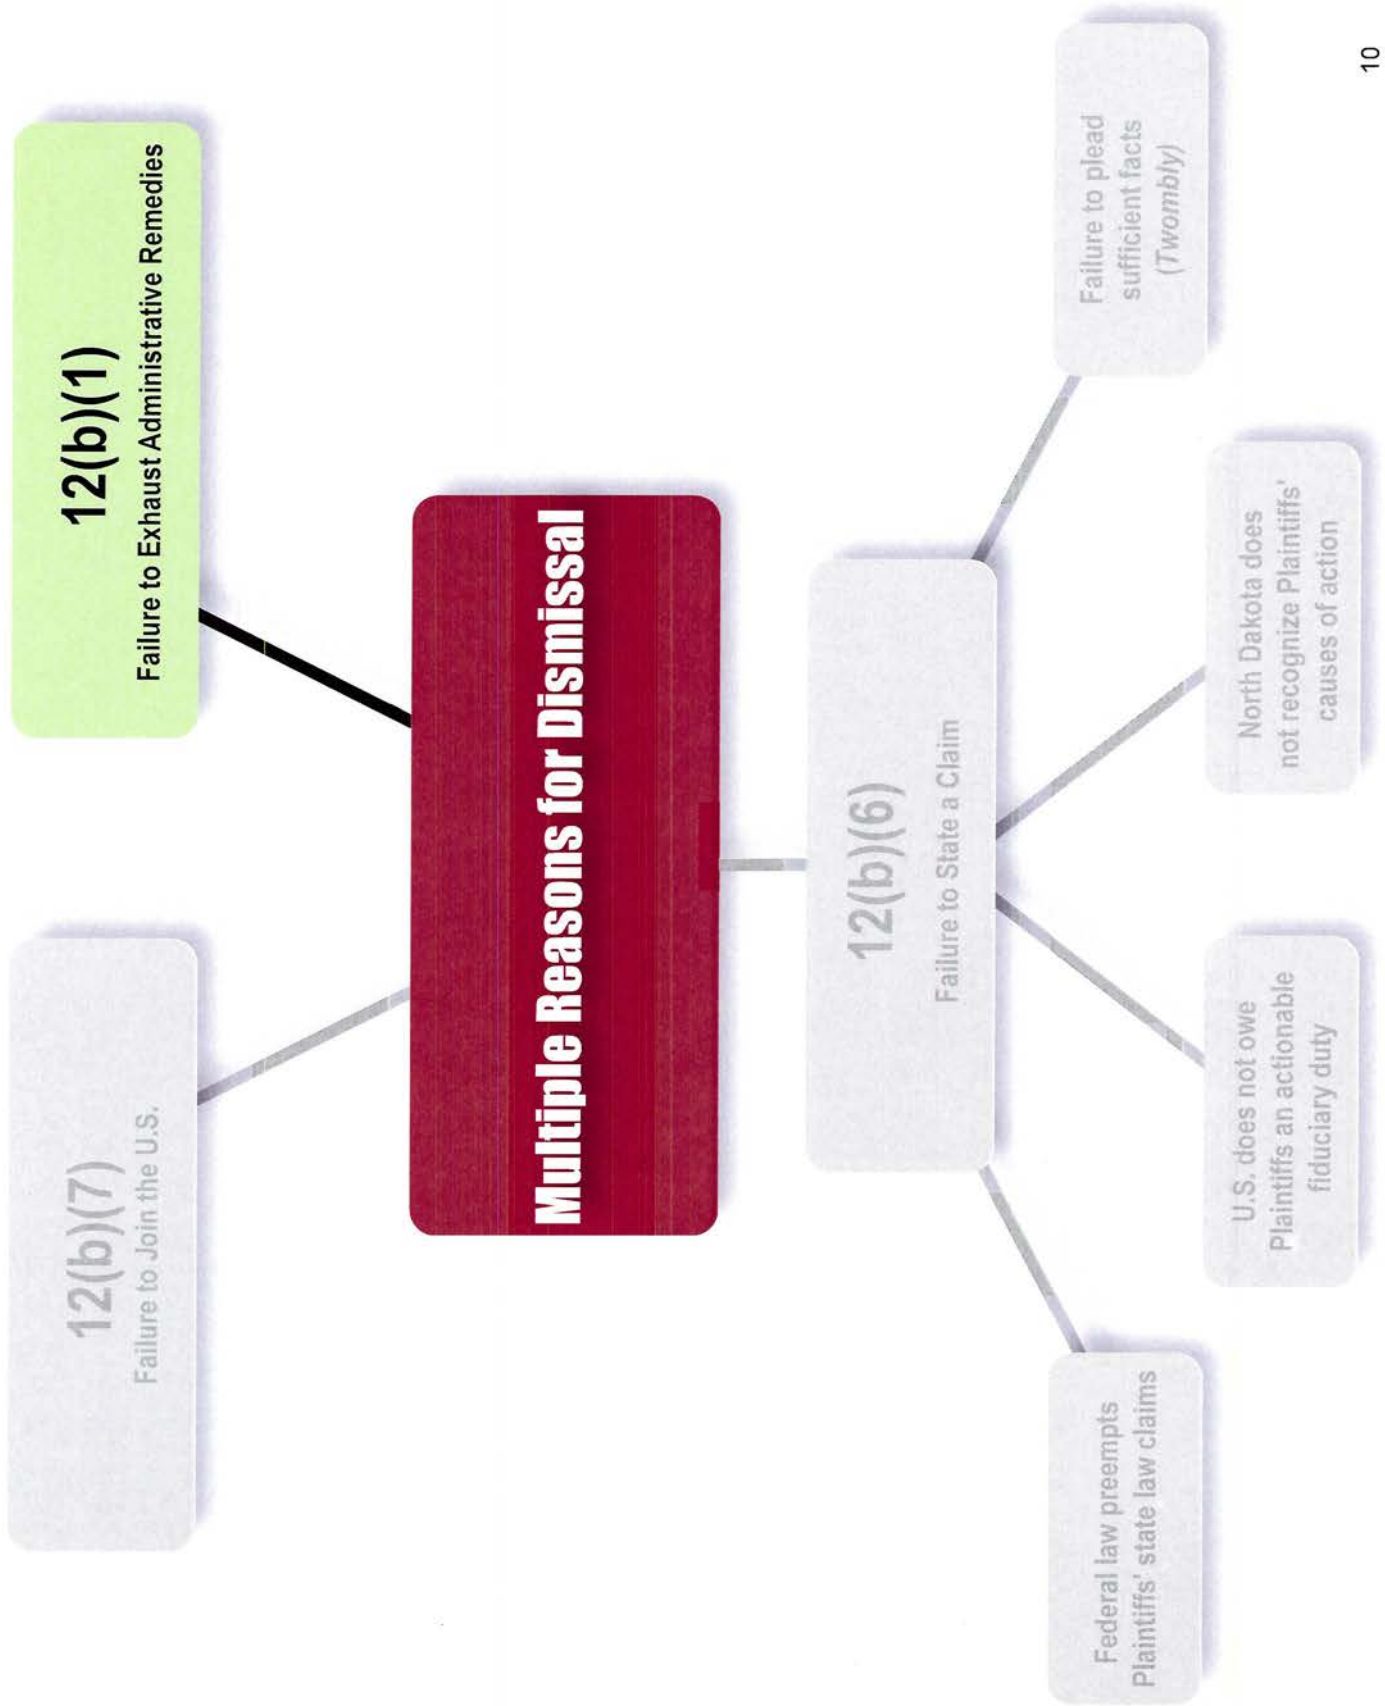 12(b)(7)
Failure to Join the U.S.
12(b)(1)
Failure to Exhaust Administrative Remedies
Multiple Reasons for Dismissal
12(b)(6)
Failure to State a Claim
Federal law preempts
Plaintiffs' state law claims
U.S. does not owe
Plaintiffs an actionable
fiduciary duty
North Dakota does
not recognize Plaintiffs'
causes of action
Failure to plead
sufficient facts
(Twombly)
10